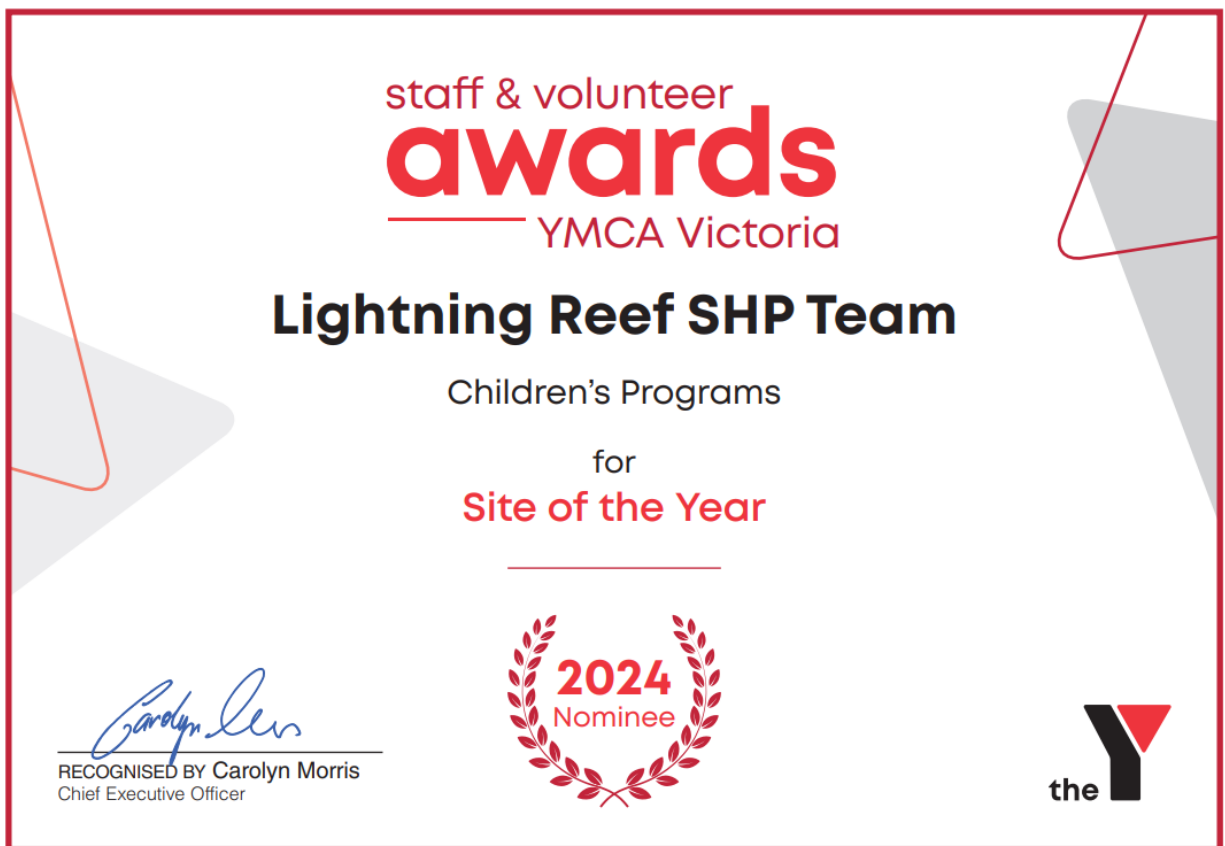 staff & volunteer
awards
YMCA Victoria
Lightning Reef SHP Team
Children’s Programs
for
Site of the Year
2024
Nominee
Carolyn
RECOGNISED BY Carolyn Morris
Chief Executive Officer
the Y